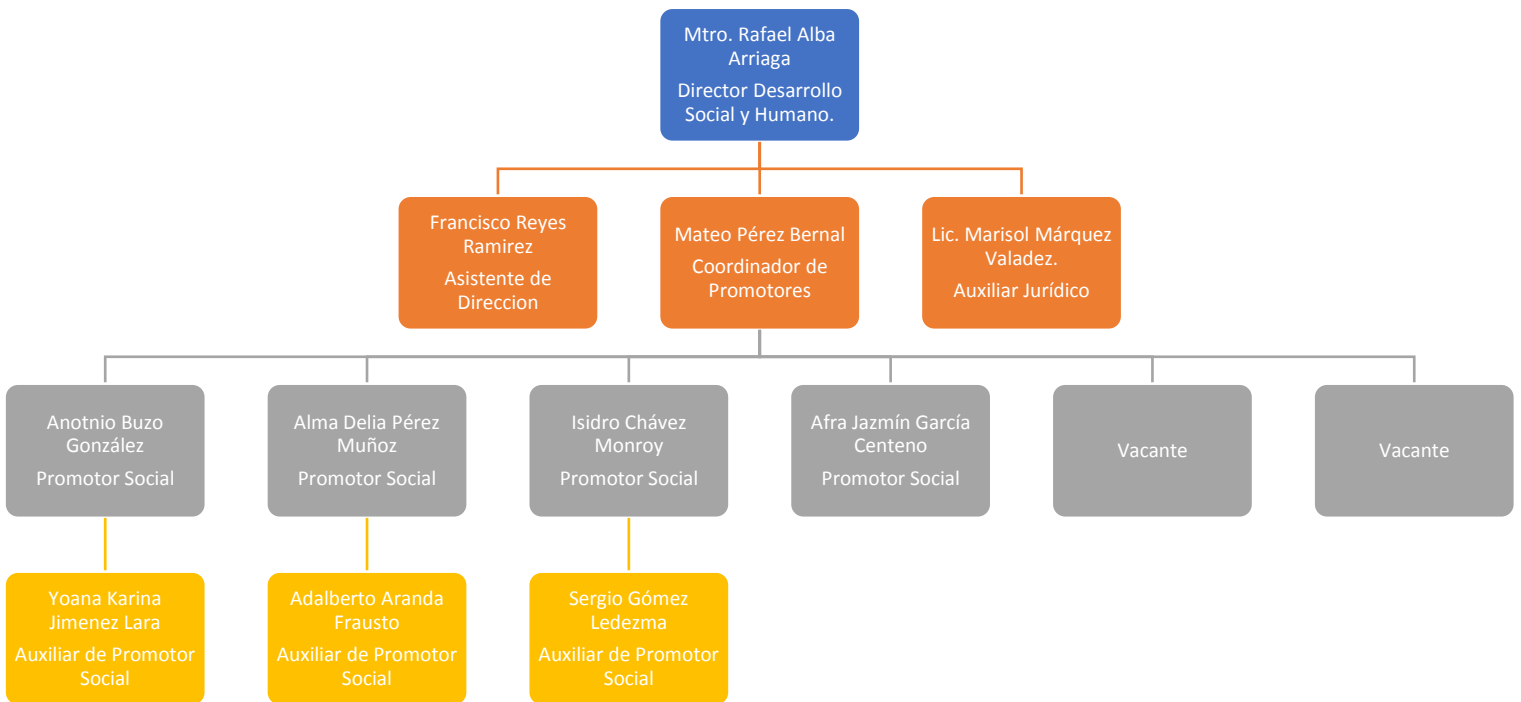 Mtro. Rafael Alba
Arriaga
Director Desarrollo
Social y Humano.
Francisco Reyes
Ramirez
Asistente de
Direccion
Mateo Pérez Bernal
Coordinador de
Promotores
Lic. Marisol Márquez
Valadez.
Auxiliar Jurídico
Anotnio Buzo
González
Promotor Social
Alma Delia Pérez
Muñoz
Promotor Social
Isidro Chávez
Monroy
Promotor Social
Afra Jazmín García
Centeno
Promotor Social
Vacante
Vacante
Yoana Karina
Jimenez Lara
Auxiliar de Promotor
Social
Adalberto Aranda
Frausto
Auxiliar de Promotor
Social
Sergio Gómez
Ledezma
Auxiliar de Promotor
Social